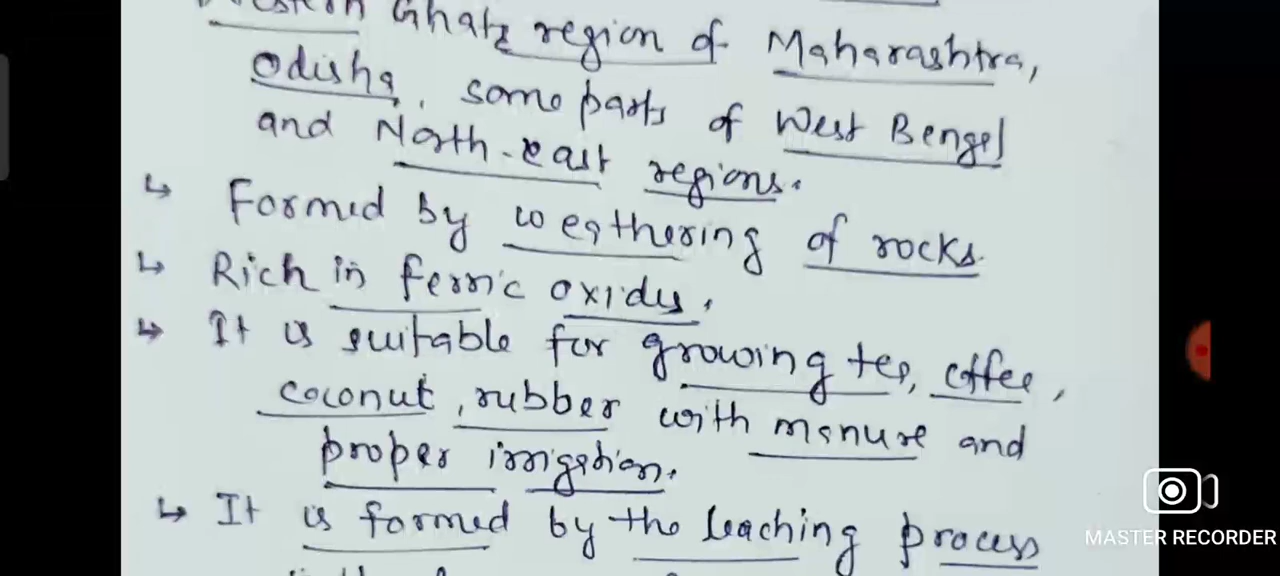 Western Ghats region of Maharashtra,
Odisha, some parts of West Bengal
and North-east regions.
↳ Formed by weathering of rocks
↳ Rich in ferric oxides.
↳ It is suitable for growing tea, coffee,
coconut, rubber with manure and
proper irrigation.
↳ It is formed by the leaching process
MASTER RECORDER